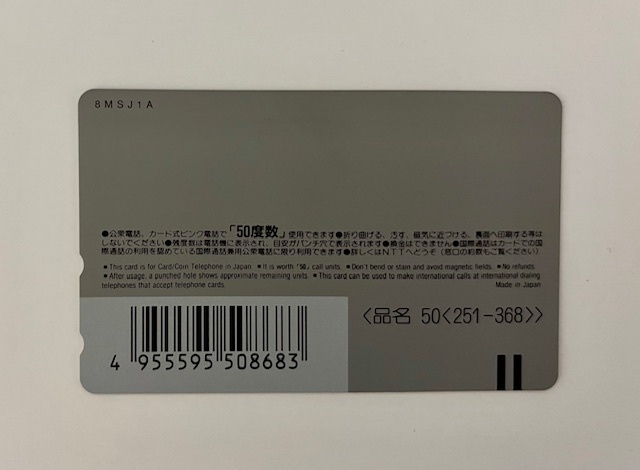 8MSJ1A
●公衆電話、カード式ピンク電話で「50度数」使用できます●折り曲げる、汚す、磁気に近づける、裏面へ印刷する等は
しないでください●残度数は電話機に表示され、目安がパンチ穴で表示されます●換金はできません●国際通話はカードでの国
際通話の利用を認めている国際通話兼用公衆電話に限り利用できます●詳しくはNTTへどうぞ(窓口の約款もご覧ください)
■This card is for Card/Coin Telephone in Japan. ■It is worth「50」call units. ■Don't bend or stain and avoid magnetic fields. ■No refunds.
■After usage, a punched hole shows approximate remaining units. ■This card can be used to make international calls at international dialing
telephones that accept telephone cards.
Made in Japan
〈品名 50〈251-368〉〉
4 955595 508683